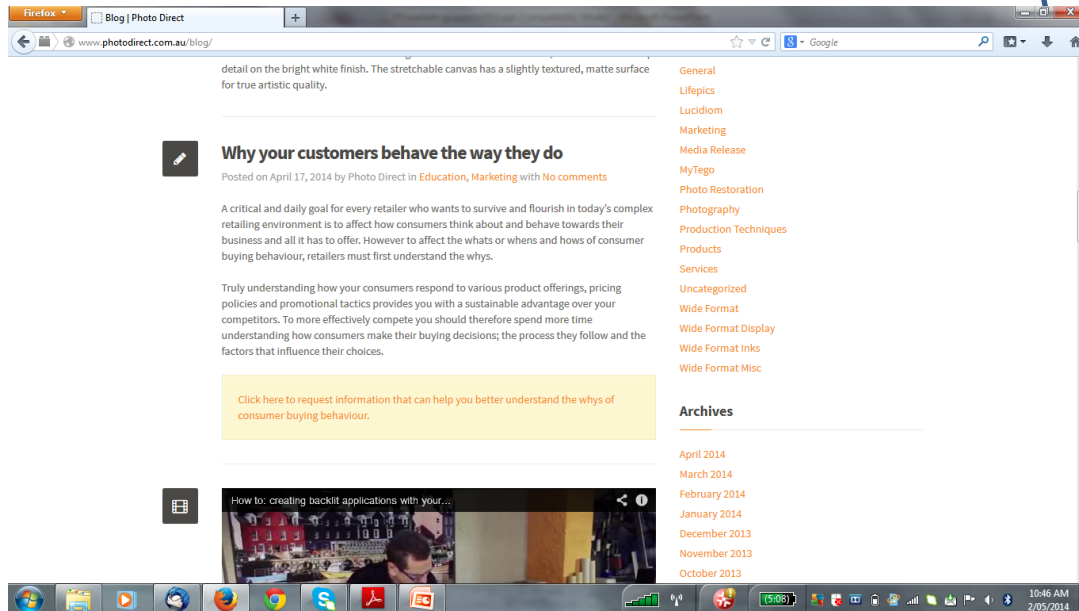 Firefox
Blog | Photo Direct
www.photodirect.com.au/blog/
Google
detail on the bright white finish. The stretchable canvas has a slightly textured, matte surface
for true artistic quality.
Why your customers behave the way they do
Posted on April 17, 2014 by Photo Direct in Education, Marketing with No comments
A critical and daily goal for every retailer who wants to survive and flourish in today's complex
retailing environment is to affect how consumers think about and behave towards their
business and all it has to offer. However to affect the whats or whens and hows of consumer
buying behaviour, retailers must first understand the whys.
Truly understanding how your consumers respond to various product offerings, pricing
policies and promotional tactics provides you with a sustainable advantage over your
competitors. To more effectively compete you should therefore spend more time
understanding how consumers make their buying decisions; the process they follow and the
factors that influence their choices.
Click here to request information that can help you better understand the whys of
consumer buying behaviour.
How to: creating backlit applications with your...
General
Lifepics
Lucidiom
Marketing
Media Release
MyTego
Photo Restoration
Photography
Production Techniques
Products
Services
Uncategorized
Wide Format
Wide Format Display
Wide Format Inks
Wide Format Misc
Archives
April 2014
March 2014
February 2014
January 2014
December 2013
November 2013
October 2013
(5:08)
10:46 AM
2/05/2014